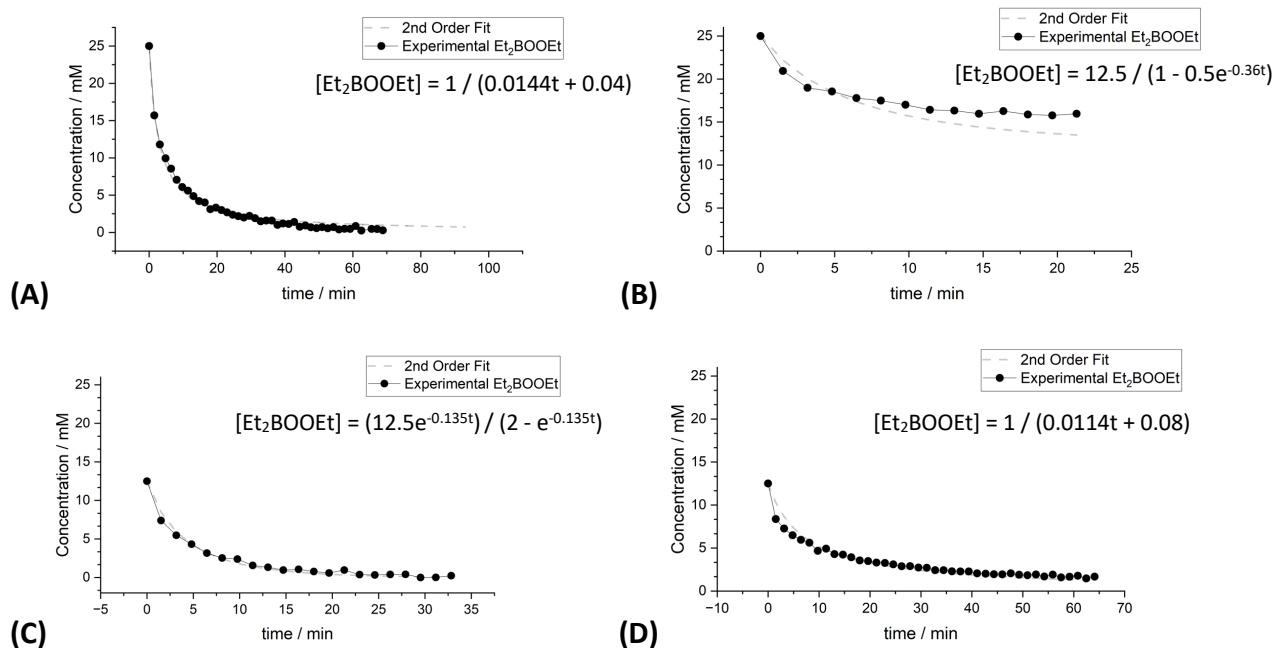 2nd Order Fit
Experimental Et₂BOOEt
[Et₂BOOEt] = 1 / (0.0144t + 0.04)
Concentration / mM
25
20
15
10
5
0
0
20
40
60
80
100
time / min
(A)
2nd Order Fit
Experimental Et₂BOOEt
[Et₂BOOEt] = 12.5 / (1 - 0.5e⁻⁰·³⁶ᵗ)
Concentration / mM
25
20
15
10
5
0
0
5
10
15
20
25
time / min
(B)
2nd Order Fit
Experimental Et₂BOOEt
[Et₂BOOEt] = (12.5e⁻⁰·¹³⁵ᵗ) / (2 - e⁻⁰·¹³⁵ᵗ)
Concentration / mM
25
20
15
10
5
0
−5
0
5
10
15
20
25
30
35
time / min
(C)
2nd Order Fit
Experimental Et₂BOOEt
[Et₂BOOEt] = 1 / (0.0114t + 0.08)
Concentration / mM
25
20
15
10
5
0
−10
0
10
20
30
40
50
60
70
time / min
(D)